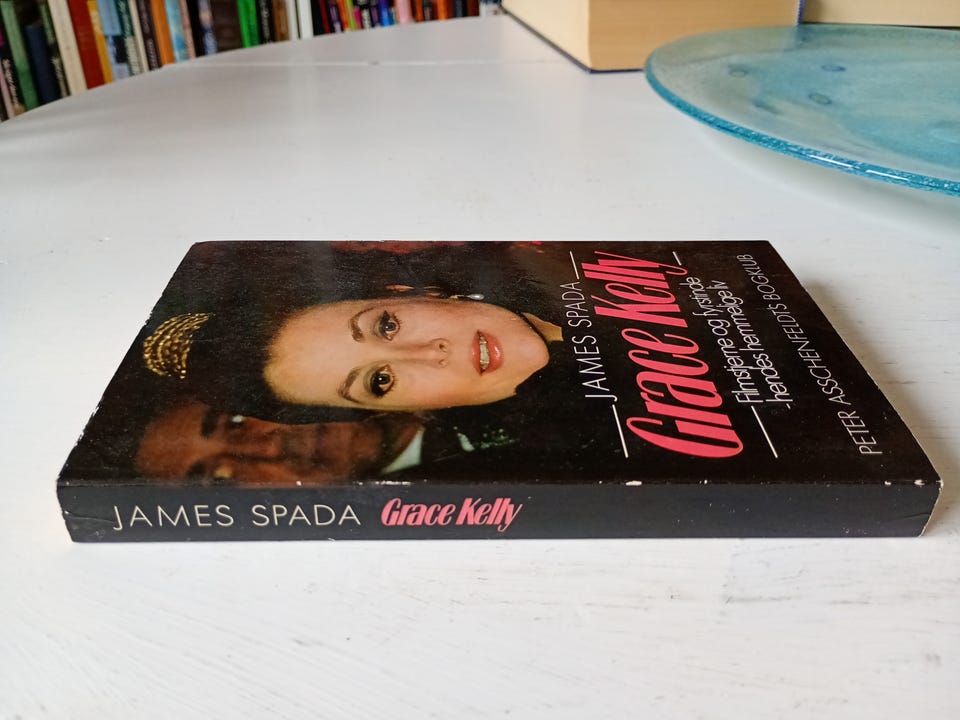 JAMES SPADA
Grace Kelly
Filmstjerne og fyrstinde
-hendes hemmelige liv
PETER ASSCHENFELDT'S BOGKLUB
JAMES SPADA Grace Kelly